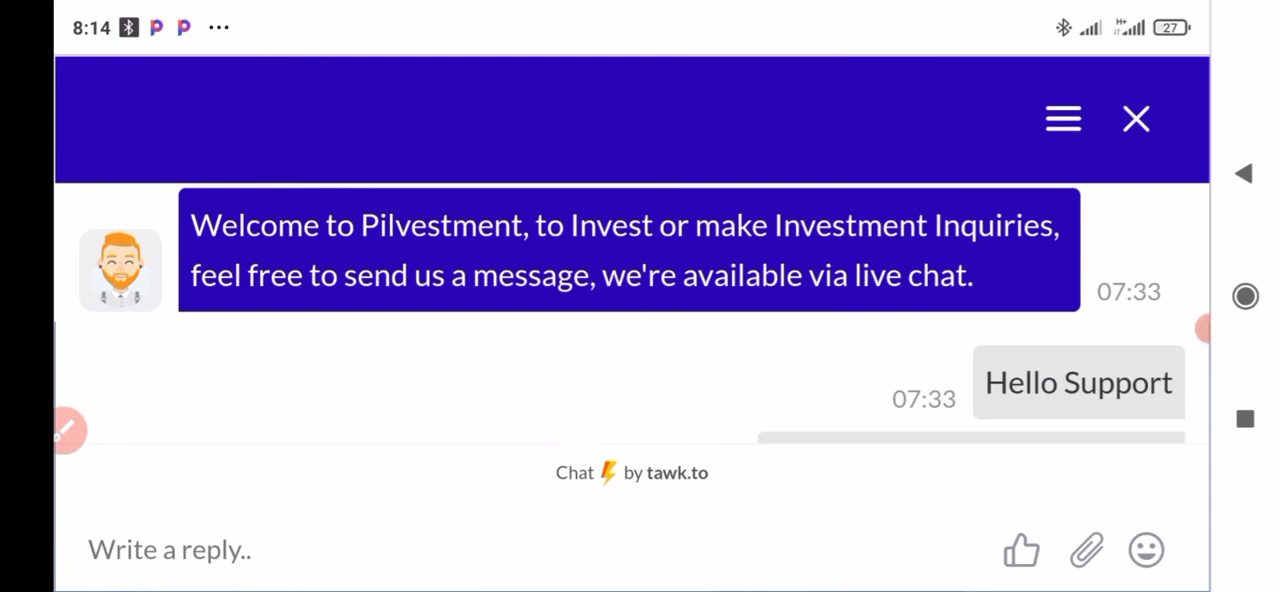 8:14
H+
27
Welcome to Pilvestment, to Invest or make Investment Inquiries,
feel free to send us a message, we're available via live chat.
07:33
Hello Support
07:33
Chat by tawk.to
Write a reply..